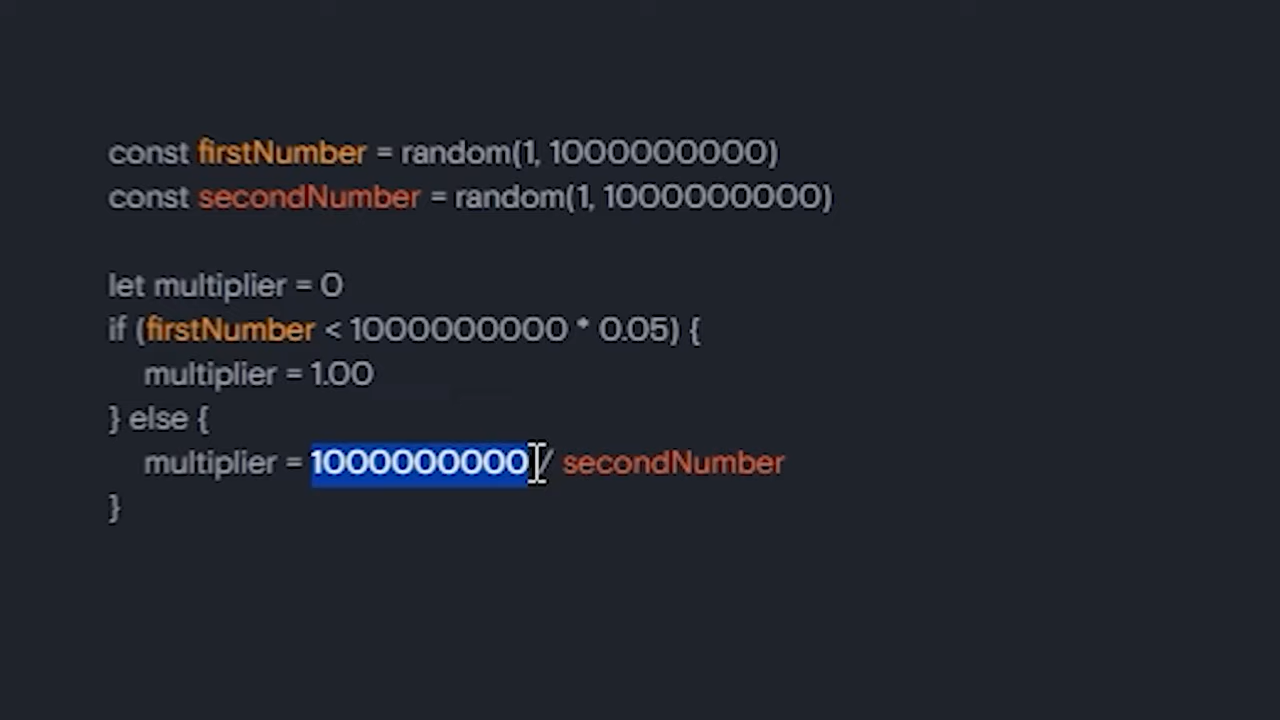 const firstNumber = random(1, 1000000000)
const secondNumber = random(1, 1000000000)
let multiplier = 0
if (firstNumber < 1000000000 * 0.05) {
multiplier = 1.00
} else {
multiplier = 1000000000 / secondNumber
}